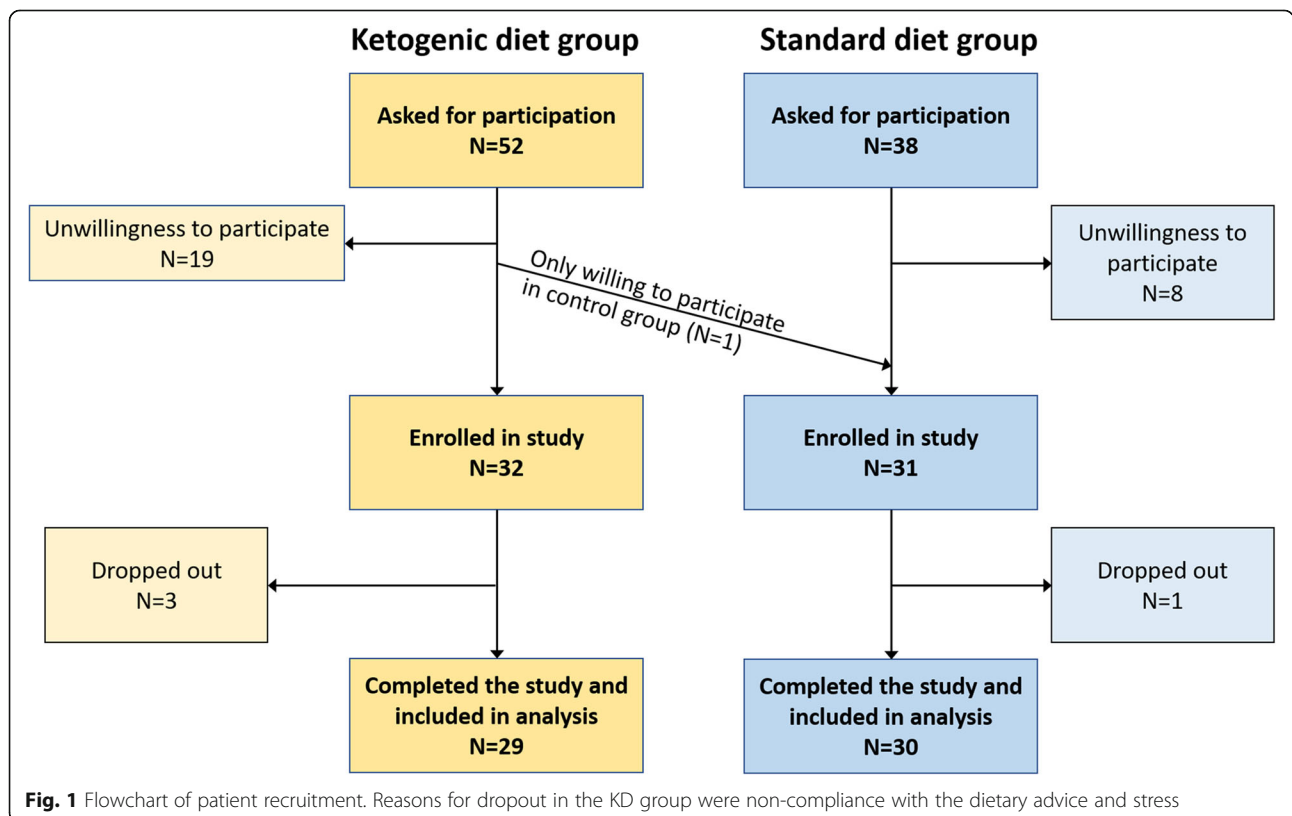 Ketogenic diet group
Standard diet group
Asked for participation
N=52
Asked for participation
N=38
Unwillingness to participate
N=19
Only willing to participate
in control group (N=1)
Unwillingness to
participate
N=8
Enrolled in study
N=32
Enrolled in study
N=31
Dropped out
N=3
Dropped out
N=1
Completed the study and
included in analysis
N=29
Completed the study and
included in analysis
N=30
Fig. 1 Flowchart of patient recruitment. Reasons for dropout in the KD group were non-compliance with the dietary advice and stress